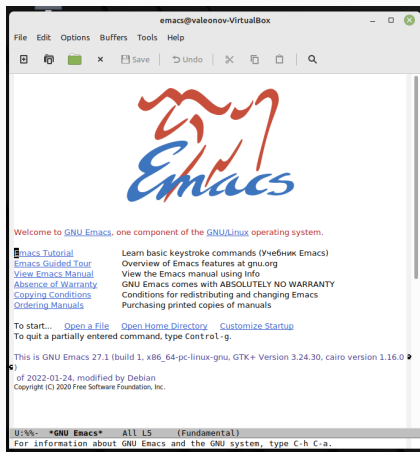 emacs@valeonov-VirtualBox
File Edit Options Buffers Tools Help
Save Undo
Emacs
Welcome to GNU Emacs, one component of the GNU/Linux operating system.
Emacs Tutorial Learn basic keystroke commands (Учебник Emacs)
Emacs Guided Tour Overview of Emacs features at gnu.org
View Emacs Manual View the Emacs manual using Info
Absence of Warranty GNU Emacs comes with ABSOLUTELY NO WARRANTY
Copying Conditions Conditions for redistributing and changing Emacs
Ordering Manuals Purchasing printed copies of manuals
To start... Open a File Open Home Directory Customize Startup
To quit a partially entered command, type Control-g.
This is GNU Emacs 27.1 (build 1, x86_64-pc-linux-gnu, GTK+ Version 3.24.30, cairo version 1.16.0
)
of 2022-01-24, modified by Debian
Copyright (C) 2020 Free Software Foundation, Inc.
U:%%- *GNU Emacs* All L5 (Fundamental)
For information about GNU Emacs and the GNU system, type C-h C-a.